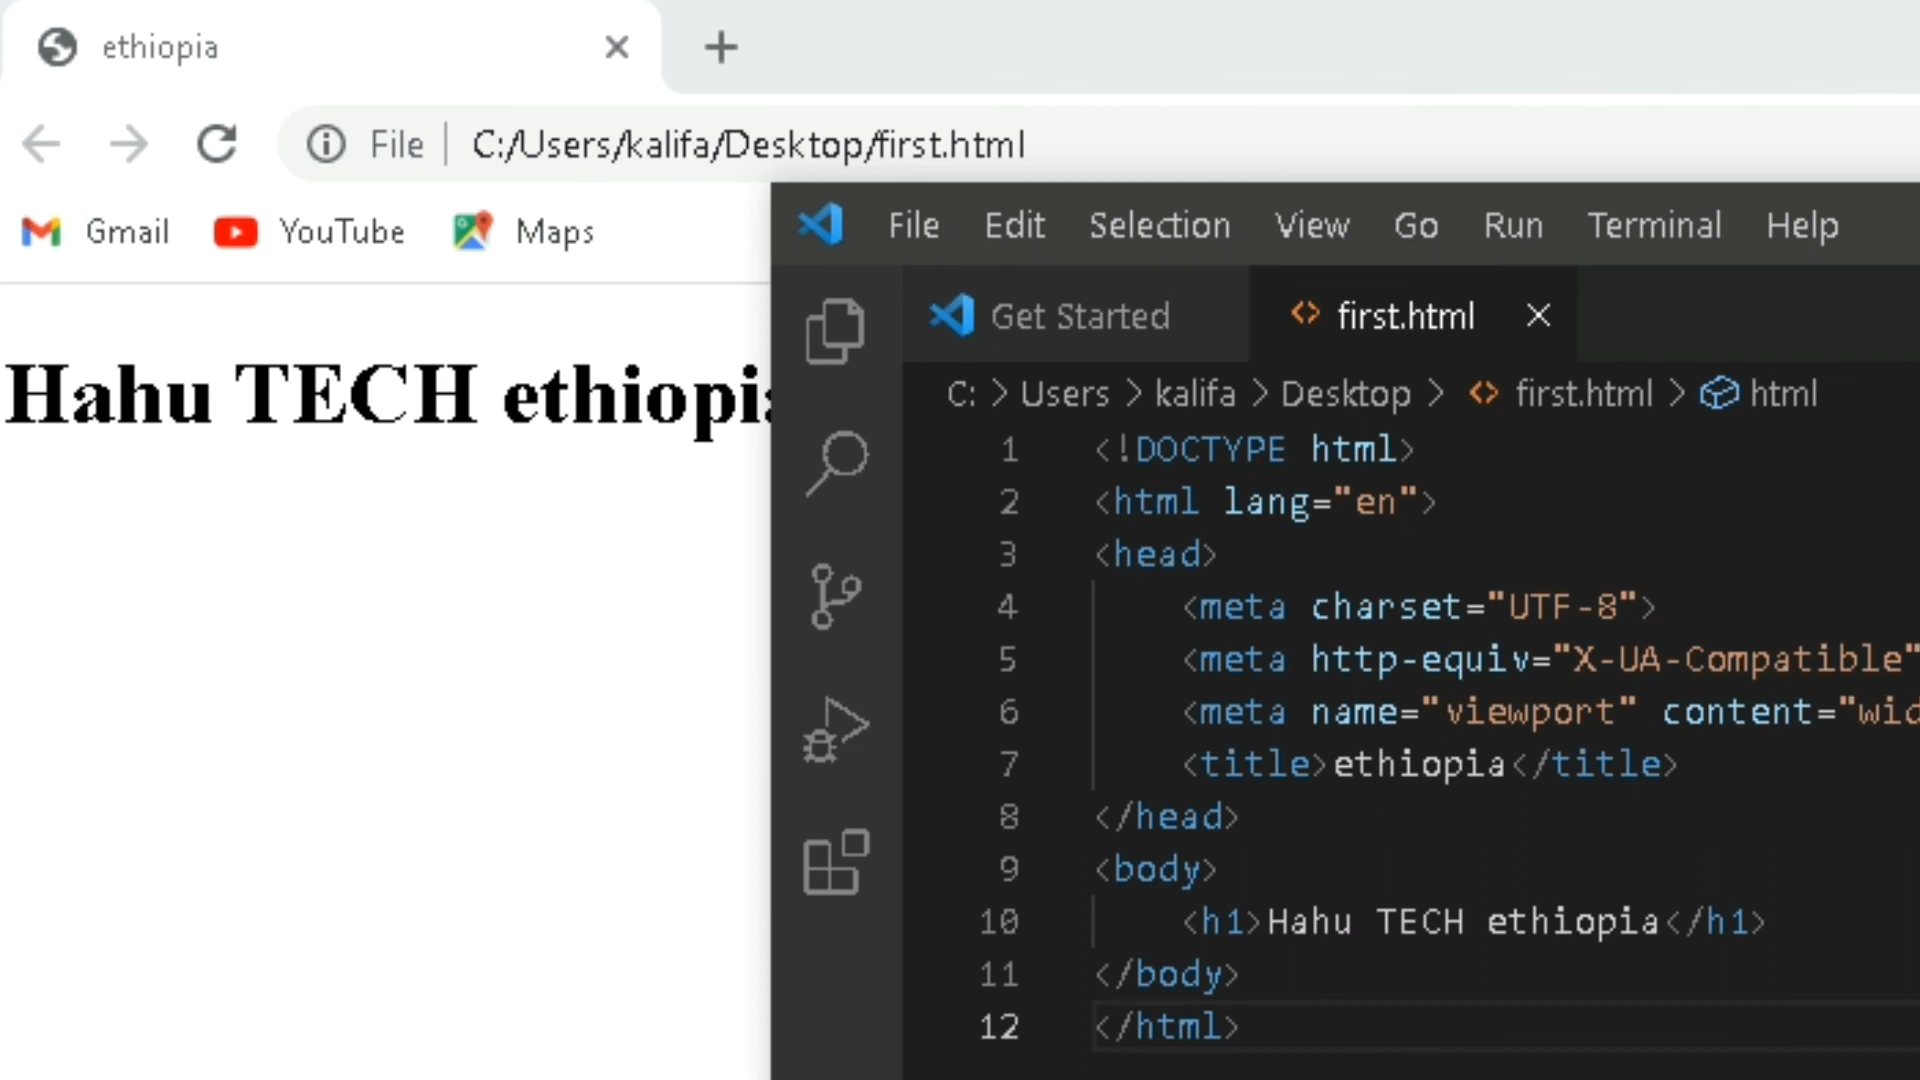 ethiopia
File C:/Users/kalifa/Desktop/first.html
Gmail YouTube Maps
Hahu TECH ethiopia
File Edit Selection View Go Run Terminal Help
Get Started first.html
C: > Users > kalifa > Desktop > first.html > html
1 <!DOCTYPE html>
2 <html lang="en">
3 <head>
4 <meta charset="UTF-8">
5 <meta http-equiv="X-UA-Compatible"
6 <meta name="viewport" content="wid
7 <title>ethiopia</title>
8 </head>
9 <body>
10 <h1>Hahu TECH ethiopia</h1>
11 </body>
12 </html>